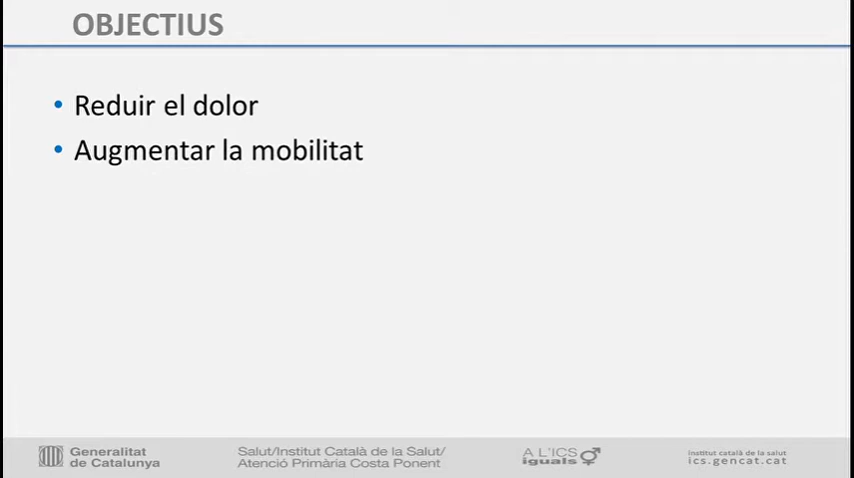 OBJECTIUS
• Reduir el dolor
• Augmentar la mobilitat
Generalitat
de Catalunya
Salut/Institut Català de la Salut/
Atenció Primària Costa Ponent
A L'ICS
iguals
institut català de la salut
ics.gencat.cat